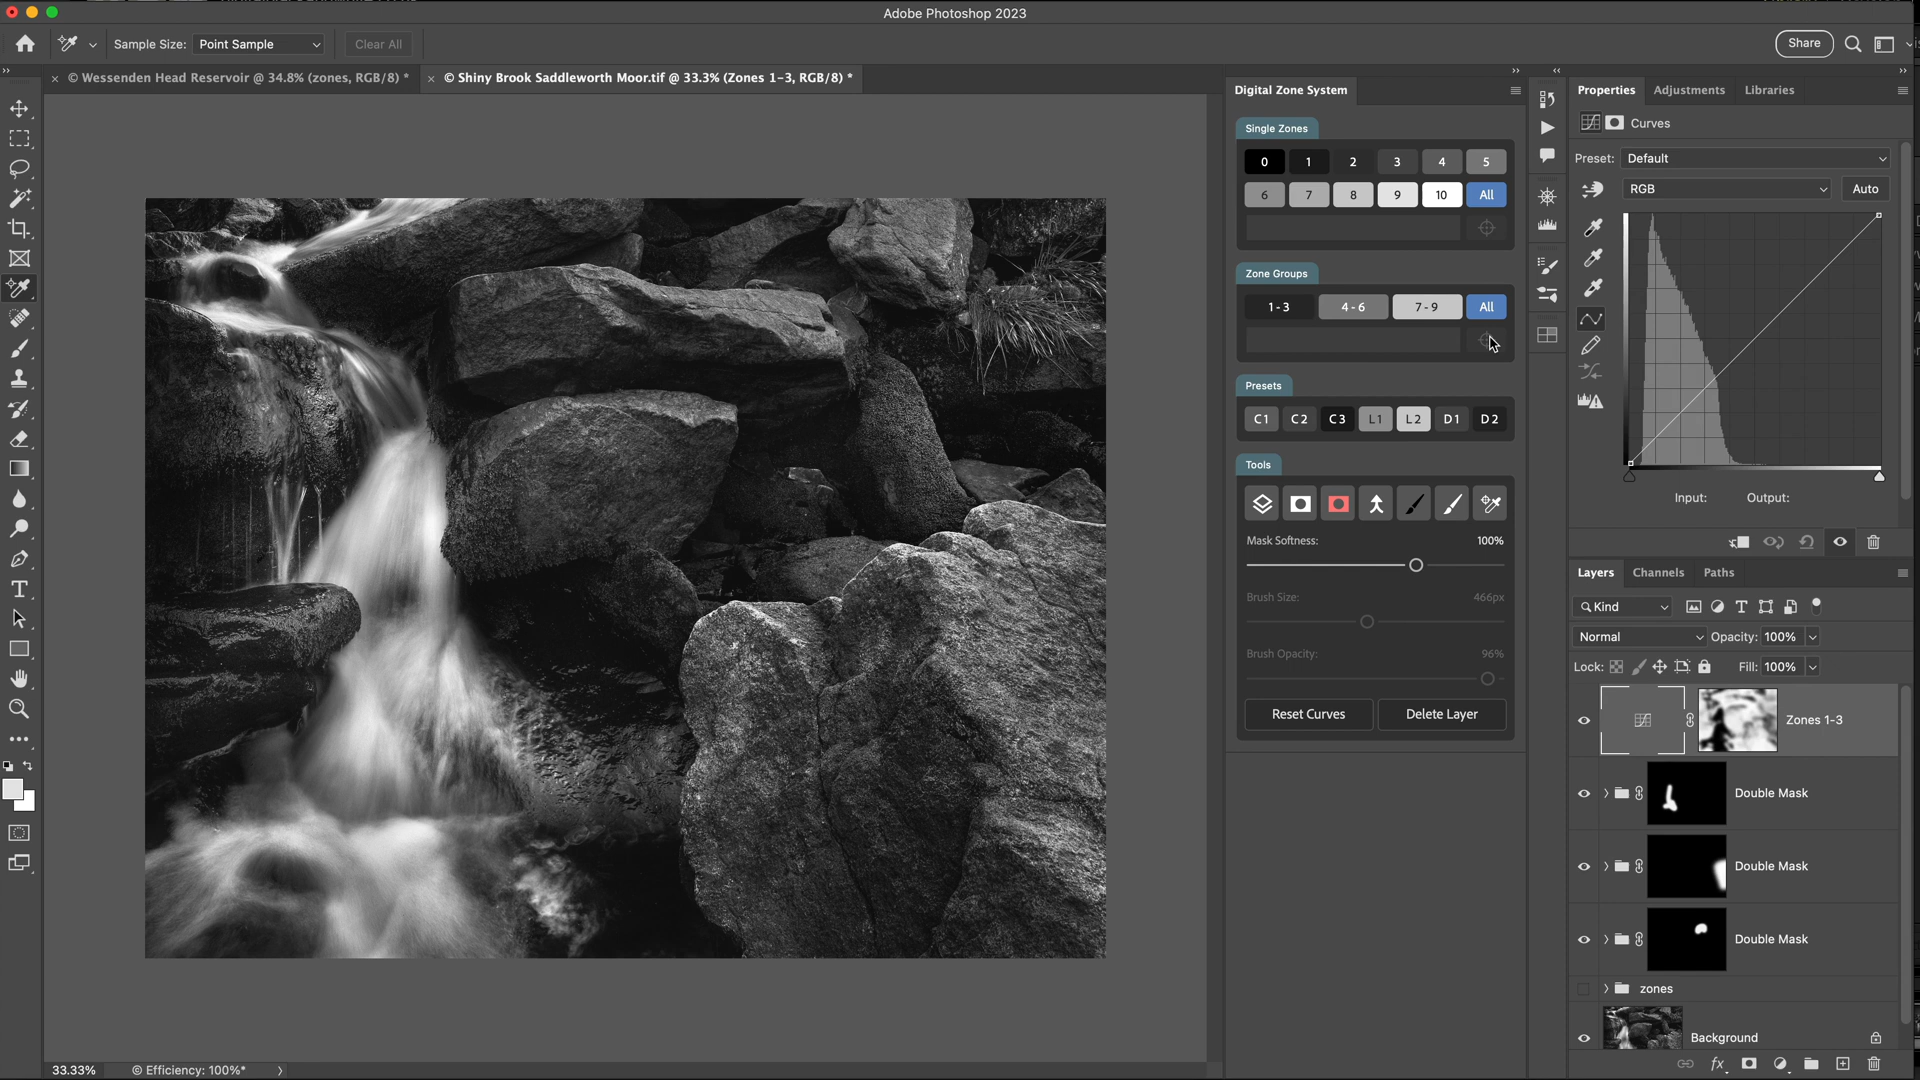 Adobe Photoshop 2023
Sample Size: Point Sample Clear All Share
© Wessenden Head Reservoir @ 34.8% (zones, RGB/8) * © Shiny Brook Saddleworth Moor.tif @ 33.3% (Zones 1-3, RGB/8) *
Digital Zone System
Single Zones
0 1 2 3 4 5
6 7 8 9 10 All
Zone Groups
1-3 4-6 7-9 All
Presets
C1 C2 C3 L1 L2 D1 D2
Tools
Mask Softness: 100%
Brush Size: 466px
Brush Opacity: 96%
Reset Curves Delete Layer
Properties Adjustments Libraries
Curves
Preset: Default
RGB Auto
Input: Output:
Layers Channels Paths
Kind
Normal Opacity: 100%
Lock: Fill: 100%
Zones 1-3
Double Mask
Double Mask
Double Mask
zones
Background
fx
33.33% © Efficiency: 100%*